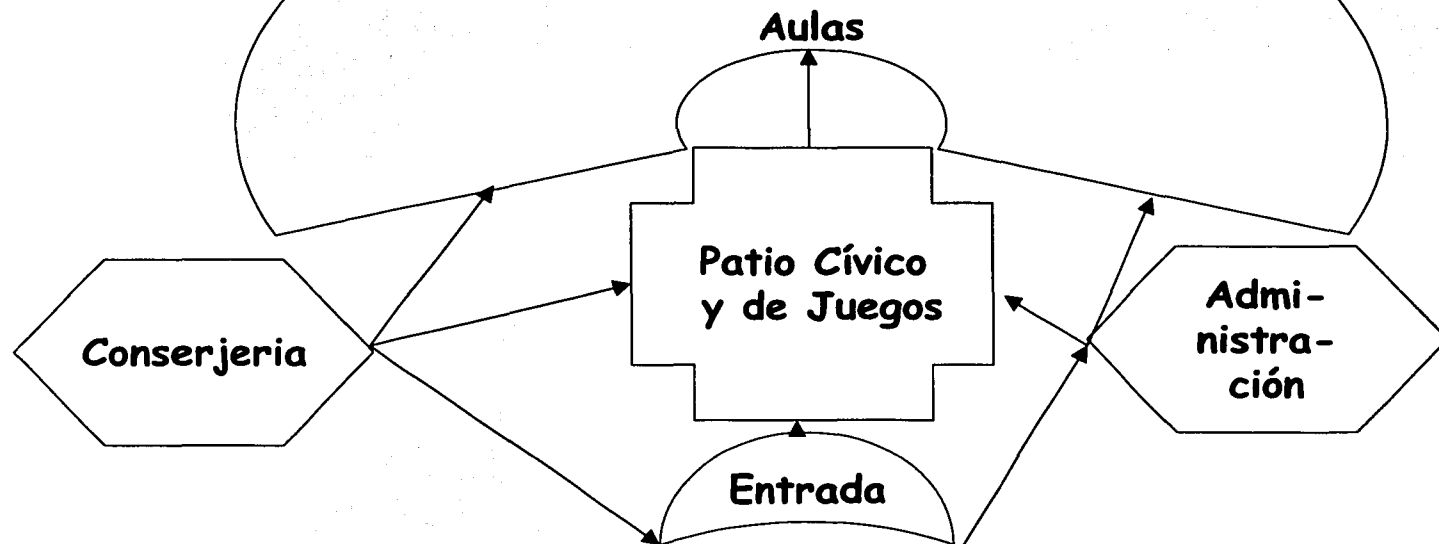 Aulas
Patio Cívico
y de Juegos
Conserjeria
Admi-
nistra-
ción
Entrada